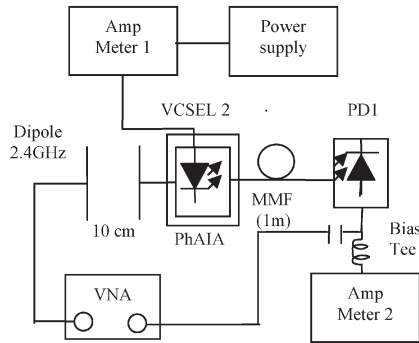 Amp
Meter 1
Power
supply
VCSEL 2
PD1
Dipole
2.4GHz
10 cm
PhAIA
MMF
(1m)
Bias
Tee
VNA
Amp
Meter 2